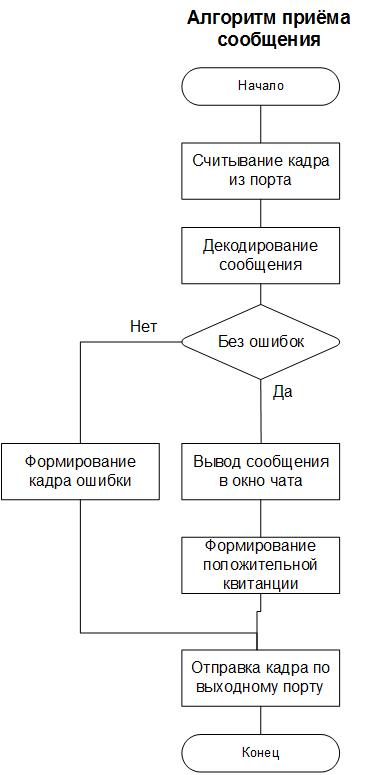 Алгоритм приёма
сообщения
Начало
Считывание кадра
из порта
Декодирование
сообщения
Без ошибок
Нет
Да
Формирование
кадра ошибки
Вывод сообщения
в окно чата
Формирование
положительной
квитанции
Отправка кадра по
выходному порту
Конец